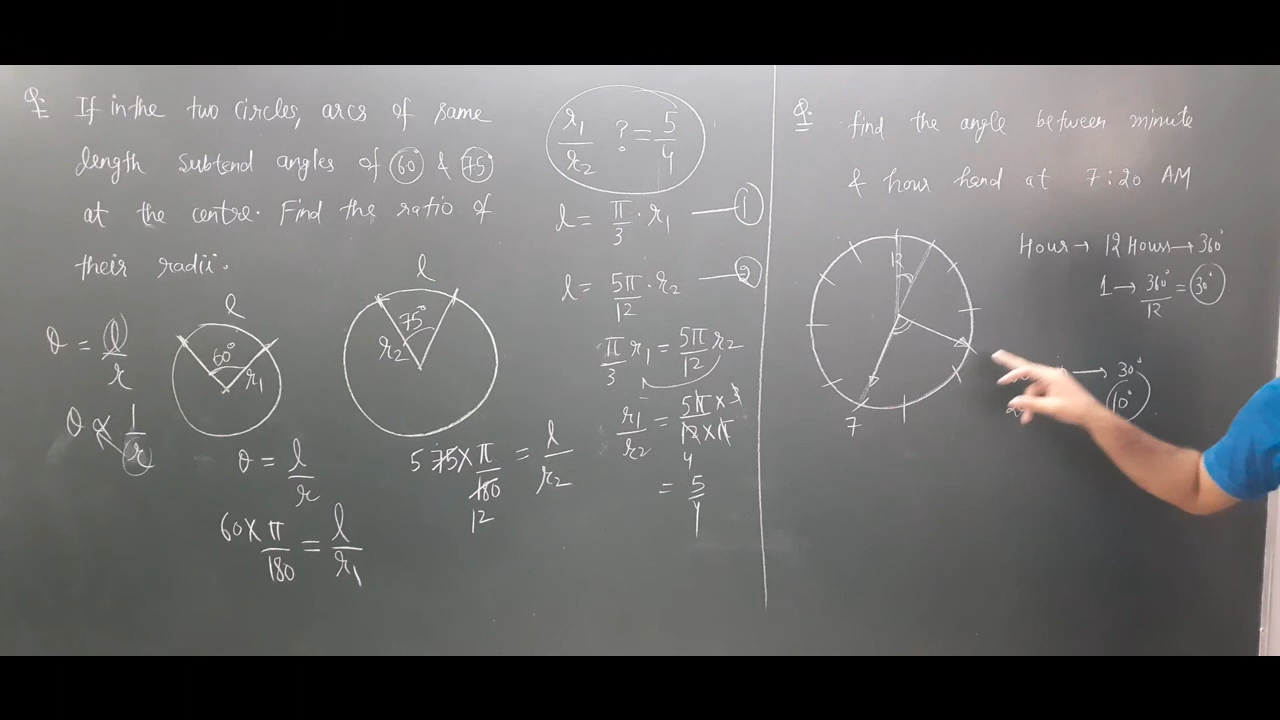 Q: If in the two circles, arcs of same
length subtend angles of 60° & 75°
at the centre. Find the ratio of
their radii.
θ = l/r
θ ∝ 1/r
l
60°
r₁
l
75°
r₂
θ = l/r
60 × π/180 = l/r₁
5 75 × π/180 = l/r₂
12
r₁/r₂ ? = 5/4
l = π/3 · r₁ — ①
l = 5π/12 · r₂ — ②
π/3 r₁ = 5π/12 r₂
r₁/r₂ = 5π × 3/12 × π
4
= 5/4
Q: Find the angle between minute
& hour hand at 7:20 AM
12
7
Hour → 12 Hours → 360°
1 → 360°/12 = 30°
→ 30°
10°